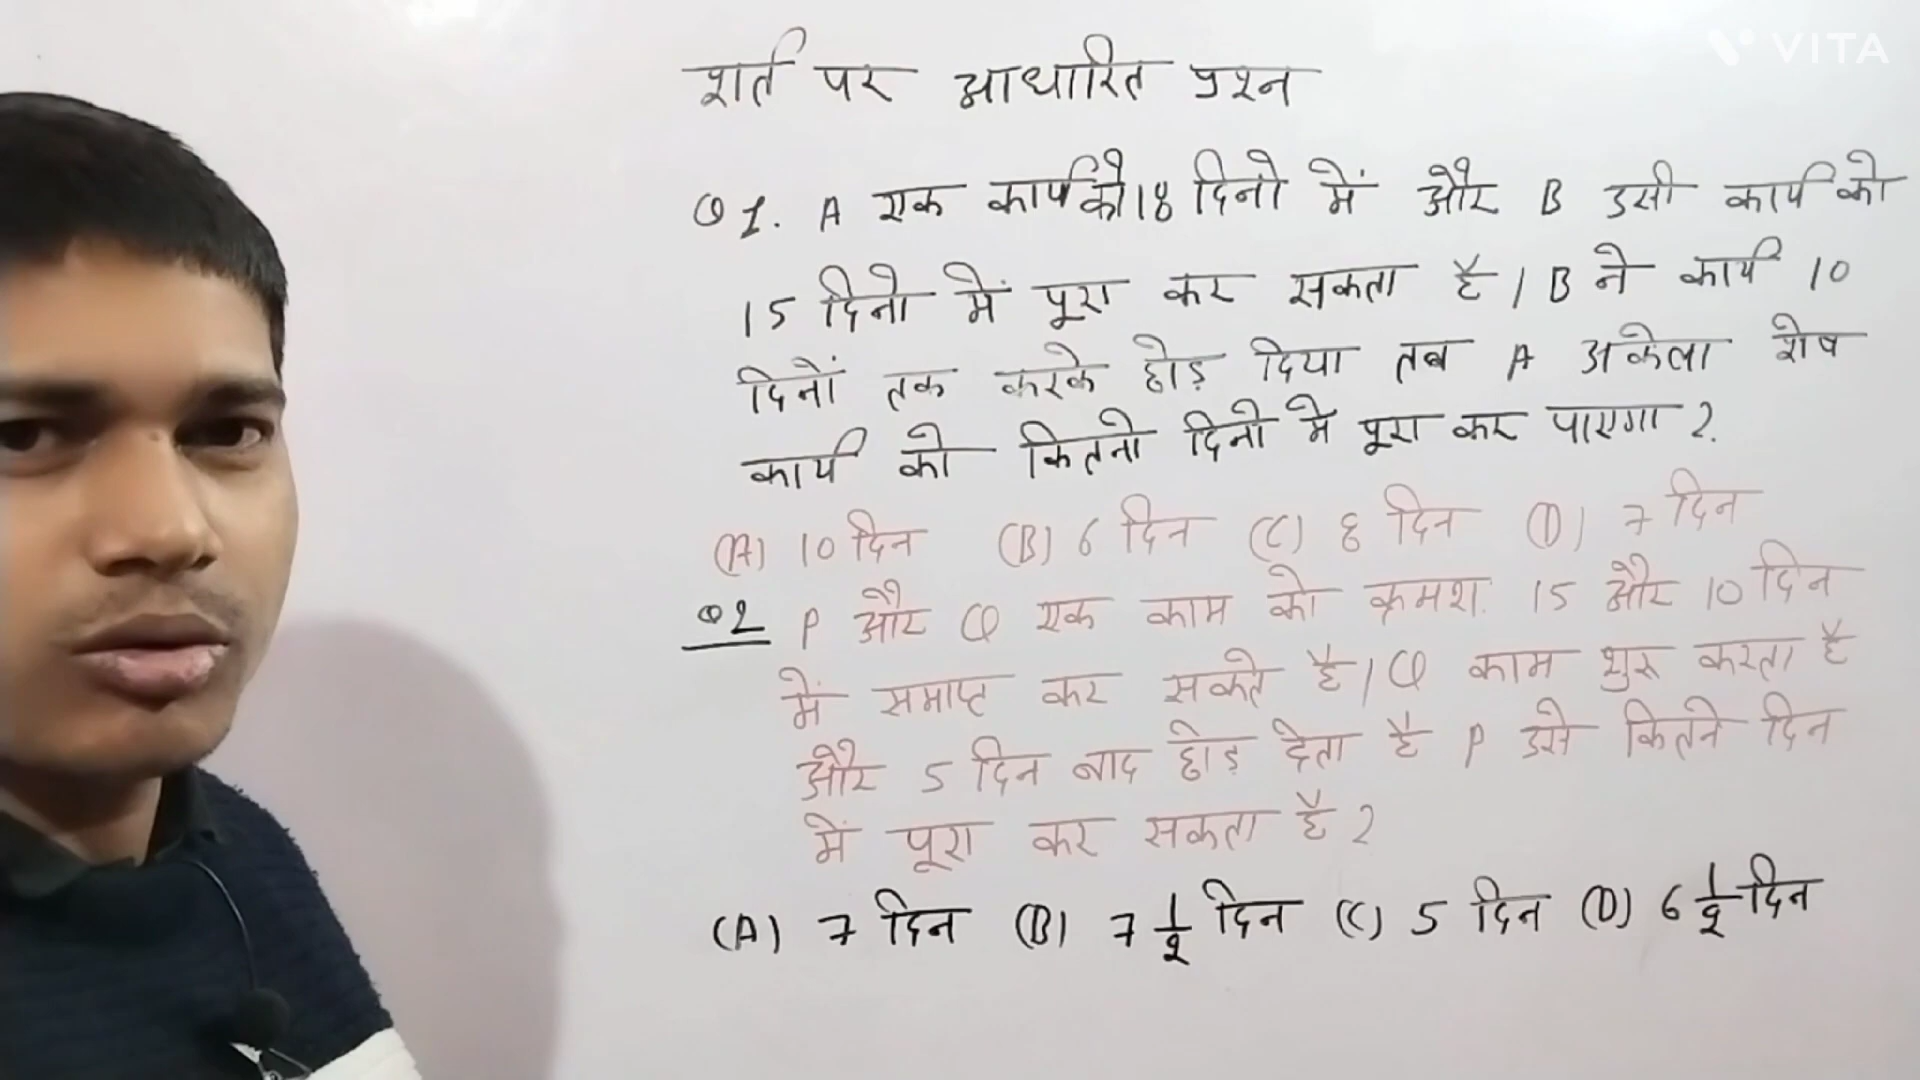 VITA
शर्त पर आधारित प्रश्न
Q1. A एक कार्य को 18 दिनो में और B उसी कार्य को
15 दिनो में पूरा कर सकता है। B ने कार्य 10
दिनों तक करके छोड़ दिया तब A अकेला शेष
कार्य को कितनो दिनो मे पूरा कर पाएगा ?
(A) 10 दिन (B) 6 दिन (C) 8 दिन (D) 7 दिन
Q2 P और Q एक काम को क्रमश. 15 और 10 दिन
में समाप्त कर सकते है। Q काम शुरू करता है
और 5 दिन बाद छोड़ देता है P उसे कितने दिन
में पूरा कर सकता है ?
(A) 7 दिन (B) 7 1/2 दिन (C) 5 दिन (D) 6 1/2 दिन